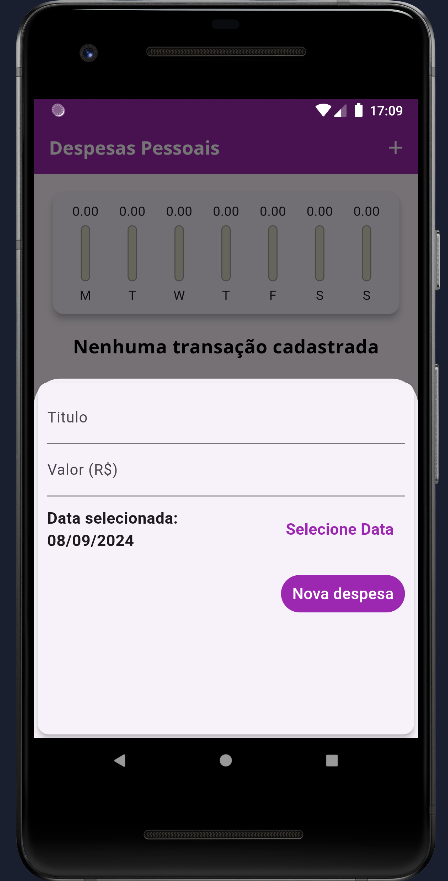 17:09
Despesas Pessoais +
0.00 0.00 0.00 0.00 0.00 0.00 0.00
M T W T F S S
Nenhuma transação cadastrada
Titulo
Valor (R$)
Data selecionada:
08/09/2024
Selecione Data
Nova despesa